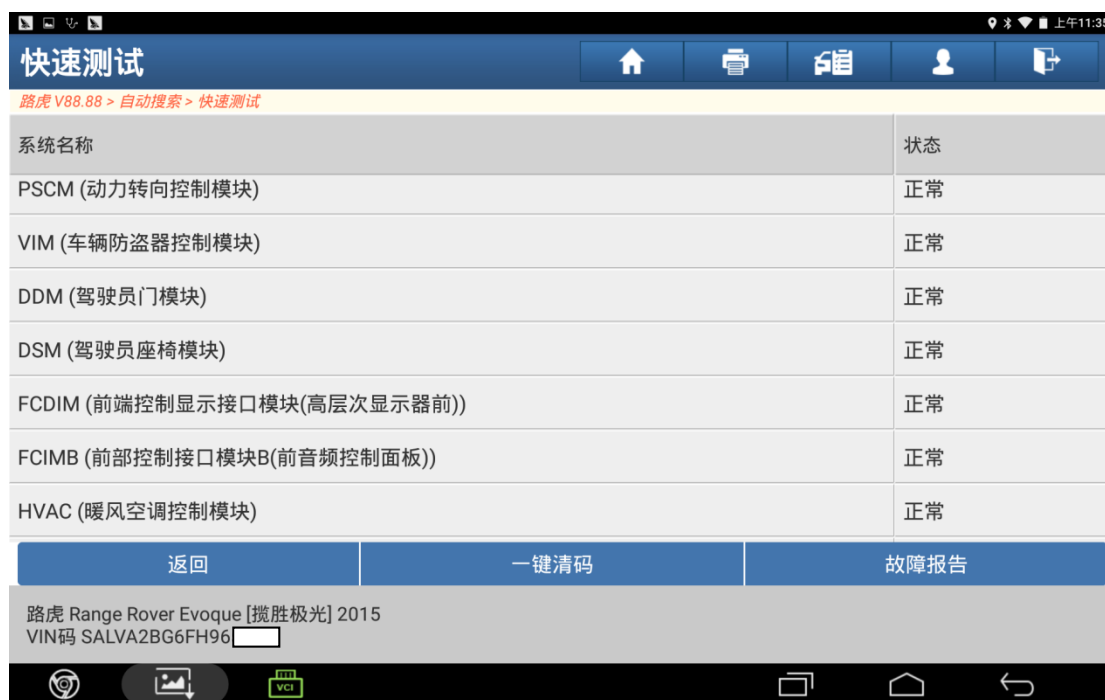 上午11:35
快速测试
路虎 V88.88 > 自动搜索 > 快速测试
系统名称 状态
PSCM (动力转向控制模块) 正常
VIM (车辆防盗器控制模块) 正常
DDM (驾驶员门模块) 正常
DSM (驾驶员座椅模块) 正常
FCDIM (前端控制显示接口模块(高层次显示器前)) 正常
FCIMB (前部控制接口模块B(前音频控制面板)) 正常
HVAC (暖风空调控制模块) 正常
返回 一键清码 故障报告
路虎 Range Rover Evoque [揽胜极光] 2015
VIN码 SALVA2BG6FH96
VCI